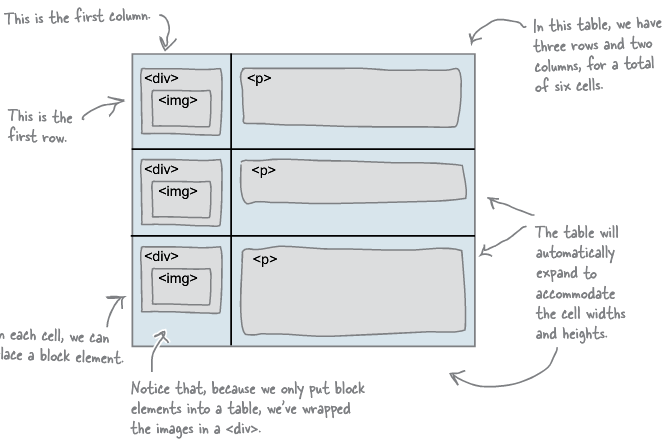 This is the first column.
In this table, we have
three rows and two
columns, for a total
of six cells.
This is the
first row.
<div>
<img>
<p>
<div>
<img>
<p>
<div>
<img>
<p>
The table will
automatically
expand to
accommodate
the cell widths
and heights.
n each cell, we can
lace a block element.
Notice that, because we only put block
elements into a table, we've wrapped
the images in a <div>.